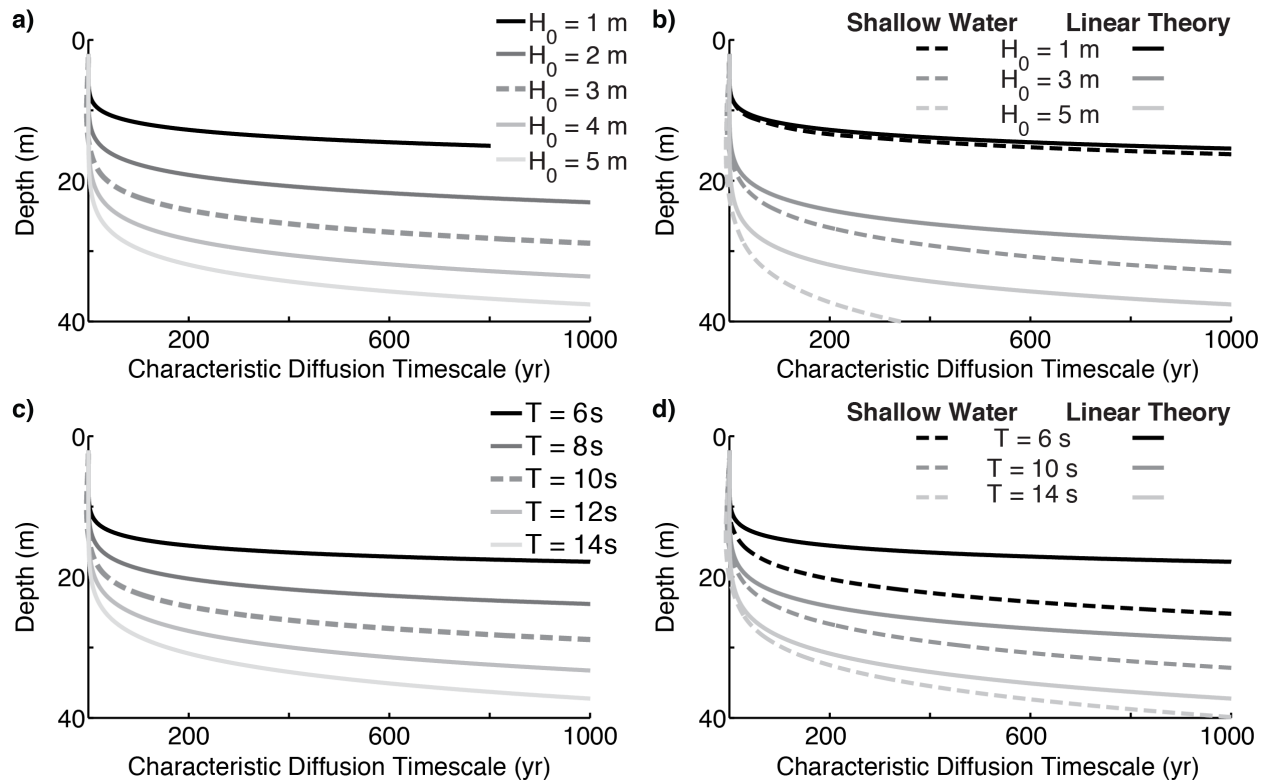 a)
H0 = 1 m
H0 = 2 m
H0 = 3 m
H0 = 4 m
H0 = 5 m
0
20
40
Depth (m)
200
600
1000
Characteristic Diffusion Timescale (yr)
b)
Shallow Water Linear Theory
H0 = 1 m
H0 = 3 m
H0 = 5 m
0
20
40
Depth (m)
200
600
1000
Characteristic Diffusion Timescale (yr)
c)
T = 6s
T = 8s
T = 10s
T = 12s
T = 14s
0
20
40
Depth (m)
200
600
1000
Characteristic Diffusion Timescale (yr)
d)
Shallow Water Linear Theory
T = 6 s
T = 10 s
T = 14 s
0
20
40
Depth (m)
200
600
1000
Characteristic Diffusion Timescale (yr)